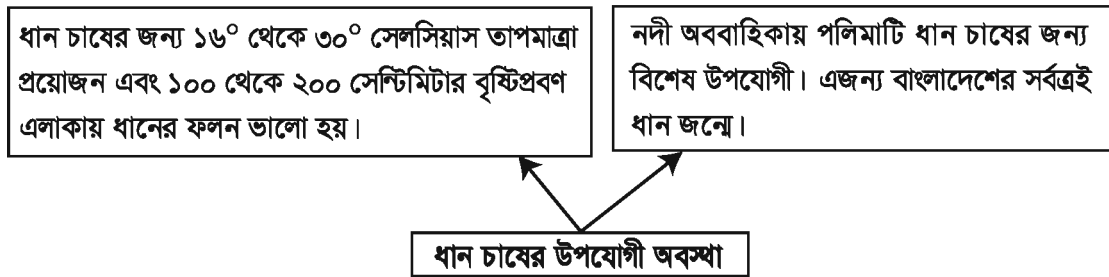 ধান চাষের জন্য ১৬° থেকে ৩০° সেলসিয়াস তাপমাত্রা
প্রয়োজন এবং ১০০ থেকে ২০০ সেন্টিমিটার বৃষ্টিপ্রবণ
এলাকায় ধানের ফলন ভালো হয়।
নদী অববাহিকায় পলিমাটি ধান চাষের জন্য
বিশেষ উপযোগী। এজন্য বাংলাদেশের সর্বত্রই
ধান জন্মে।
ধান চাষের উপযোগী অবস্থা